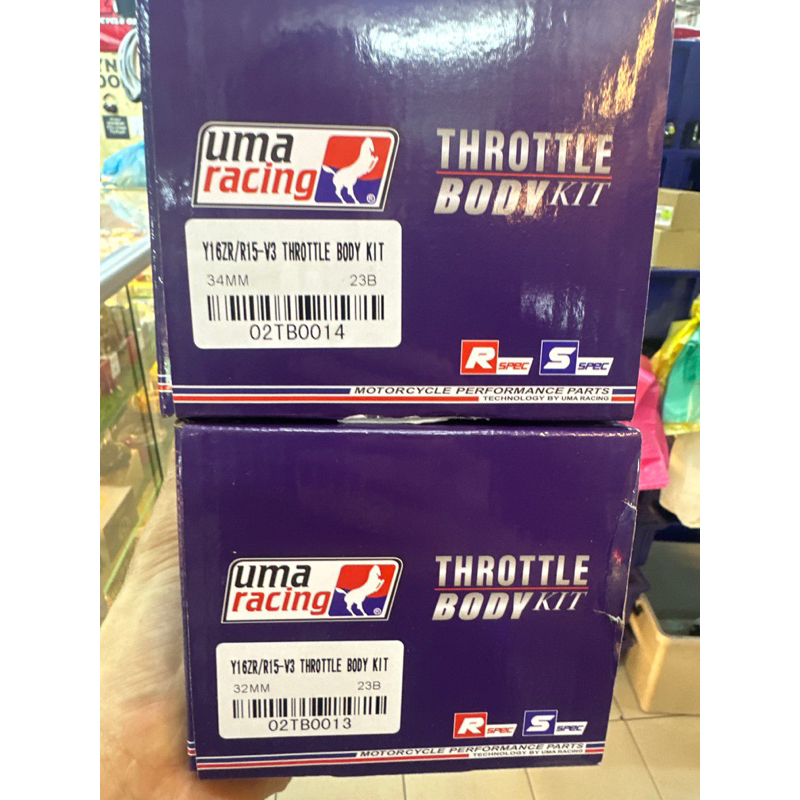 uma
racing
®
THROTTLE
BODY KIT
Y16ZR/R15-V3 THROTTLE BODY KIT
34MM 23B
02TB0014
R SPEC S SPEC
MOTORCYCLE PERFORMANCE PARTS
TECHNOLOGY BY UMA RACING
uma
racing
®
THROTTLE
BODY KIT
Y16ZR/R15-V3 THROTTLE BODY KIT
32MM 23B
02TB0013
R SPEC S SPEC
MOTORCYCLE PERFORMANCE PARTS
TECHNOLOGY BY UMA RACING